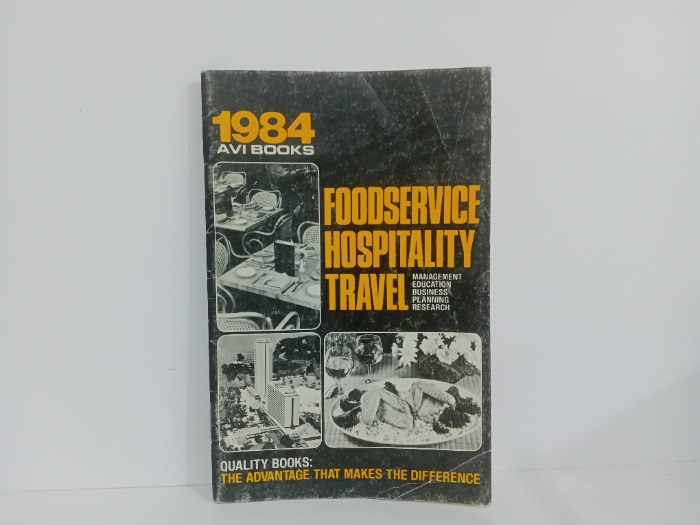 1984
AVI BOOKS
FOODSERVICE
HOSPITALITY
TRAVEL
MANAGEMENT
EDUCATION
BUSINESS
PLANNING
RESEARCH
QUALITY BOOKS:
THE ADVANTAGE THAT MAKES THE DIFFERENCE